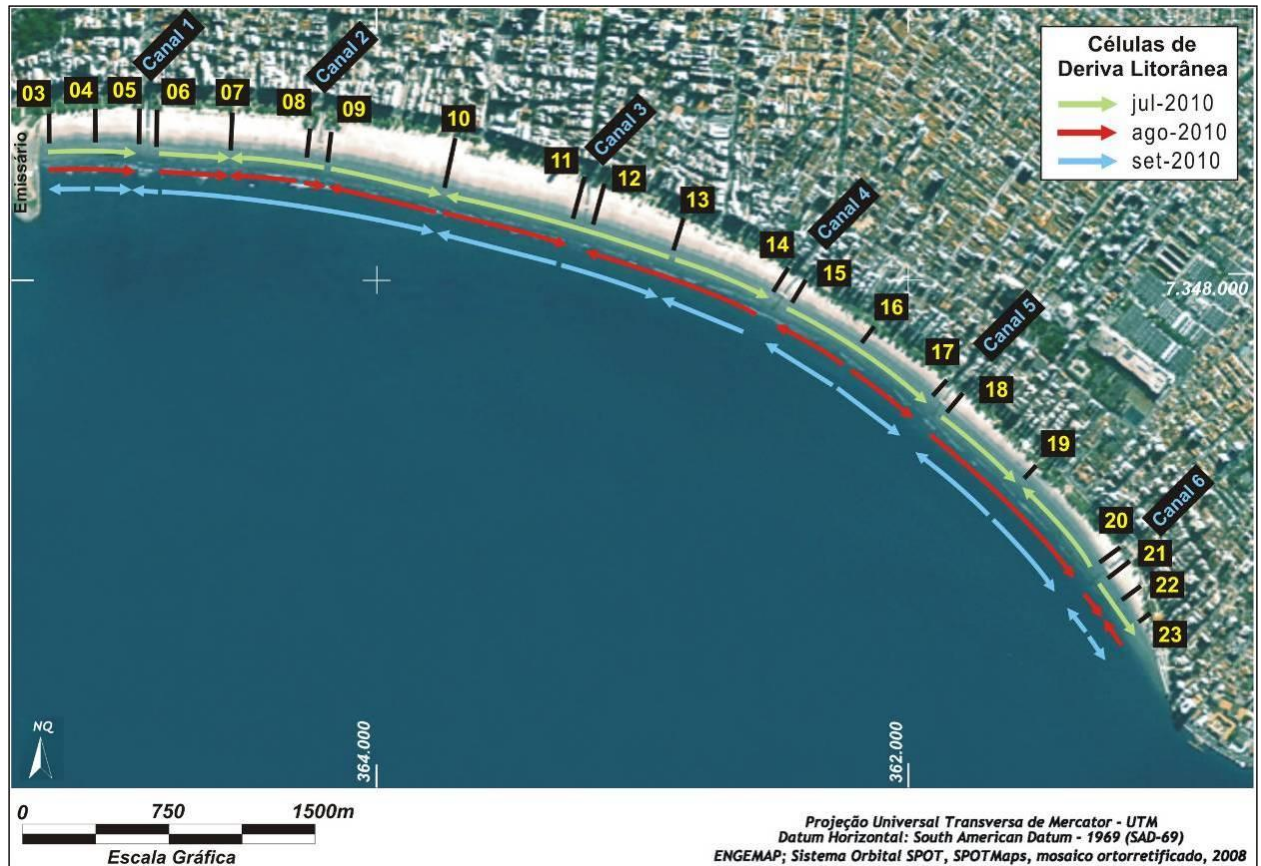 Células de
Deriva Litorânea
jul-2010
ago-2010
set-2010
Canal 1
Canal 2
03
04
05
06
07
08
09
10
Canal 3
11
12
13
Canal 4
14
15
16
Canal 5
17
18
19
Canal 6
20
21
22
23
Emissário
7.348.000
364.000
362.000
NQ
0 750 1500m
Escala Gráfica
Projeção Universal Transversa de Mercator - UTM
Datum Horizontal: South American Datum - 1969 (SAD-69)
ENGEMAP; Sistema Orbital SPOT, SPOTMaps, mosaico ortorretificado, 2008